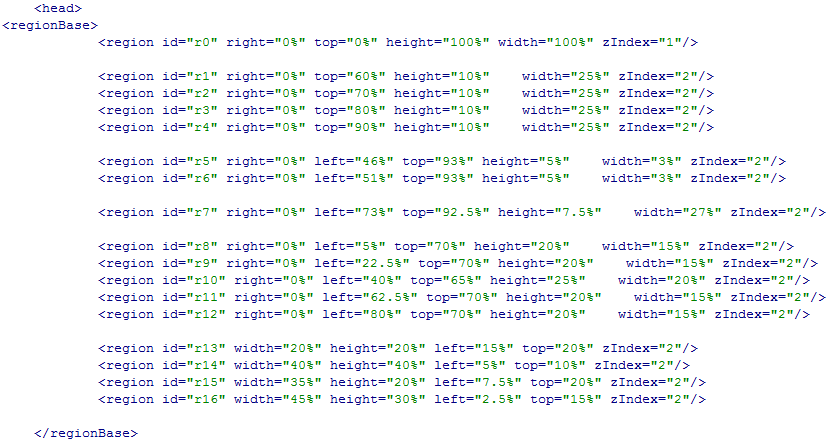 <head>
<regionBase>
<region id="r0" right="0%" top="0%" height="100%" width="100%" zIndex="1"/>
<region id="r1" right="0%" top="60%" height="10%" width="25%" zIndex="2"/>
<region id="r2" right="0%" top="70%" height="10%" width="25%" zIndex="2"/>
<region id="r3" right="0%" top="80%" height="10%" width="25%" zIndex="2"/>
<region id="r4" right="0%" top="90%" height="10%" width="25%" zIndex="2"/>
<region id="r5" right="0%" left="46%" top="93%" height="5%" width="3%" zIndex="2"/>
<region id="r6" right="0%" left="51%" top="93%" height="5%" width="3%" zIndex="2"/>
<region id="r7" right="0%" left="73%" top="92.5%" height="7.5%" width="27%" zIndex="2"/>
<region id="r8" right="0%" left="5%" top="70%" height="20%" width="15%" zIndex="2"/>
<region id="r9" right="0%" left="22.5%" top="70%" height="20%" width="15%" zIndex="2"/>
<region id="r10" right="0%" left="40%" top="65%" height="25%" width="20%" zIndex="2"/>
<region id="r11" right="0%" left="62.5%" top="70%" height="20%" width="15%" zIndex="2"/>
<region id="r12" right="0%" left="80%" top="70%" height="20%" width="15%" zIndex="2"/>
<region id="r13" width="20%" height="20%" left="15%" top="20%" zIndex="2"/>
<region id="r14" width="40%" height="40%" left="5%" top="10%" zIndex="2"/>
<region id="r15" width="35%" height="20%" left="7.5%" top="20%" zIndex="2"/>
<region id="r16" width="45%" height="30%" left="2.5%" top="15%" zIndex="2"/>
</regionBase>